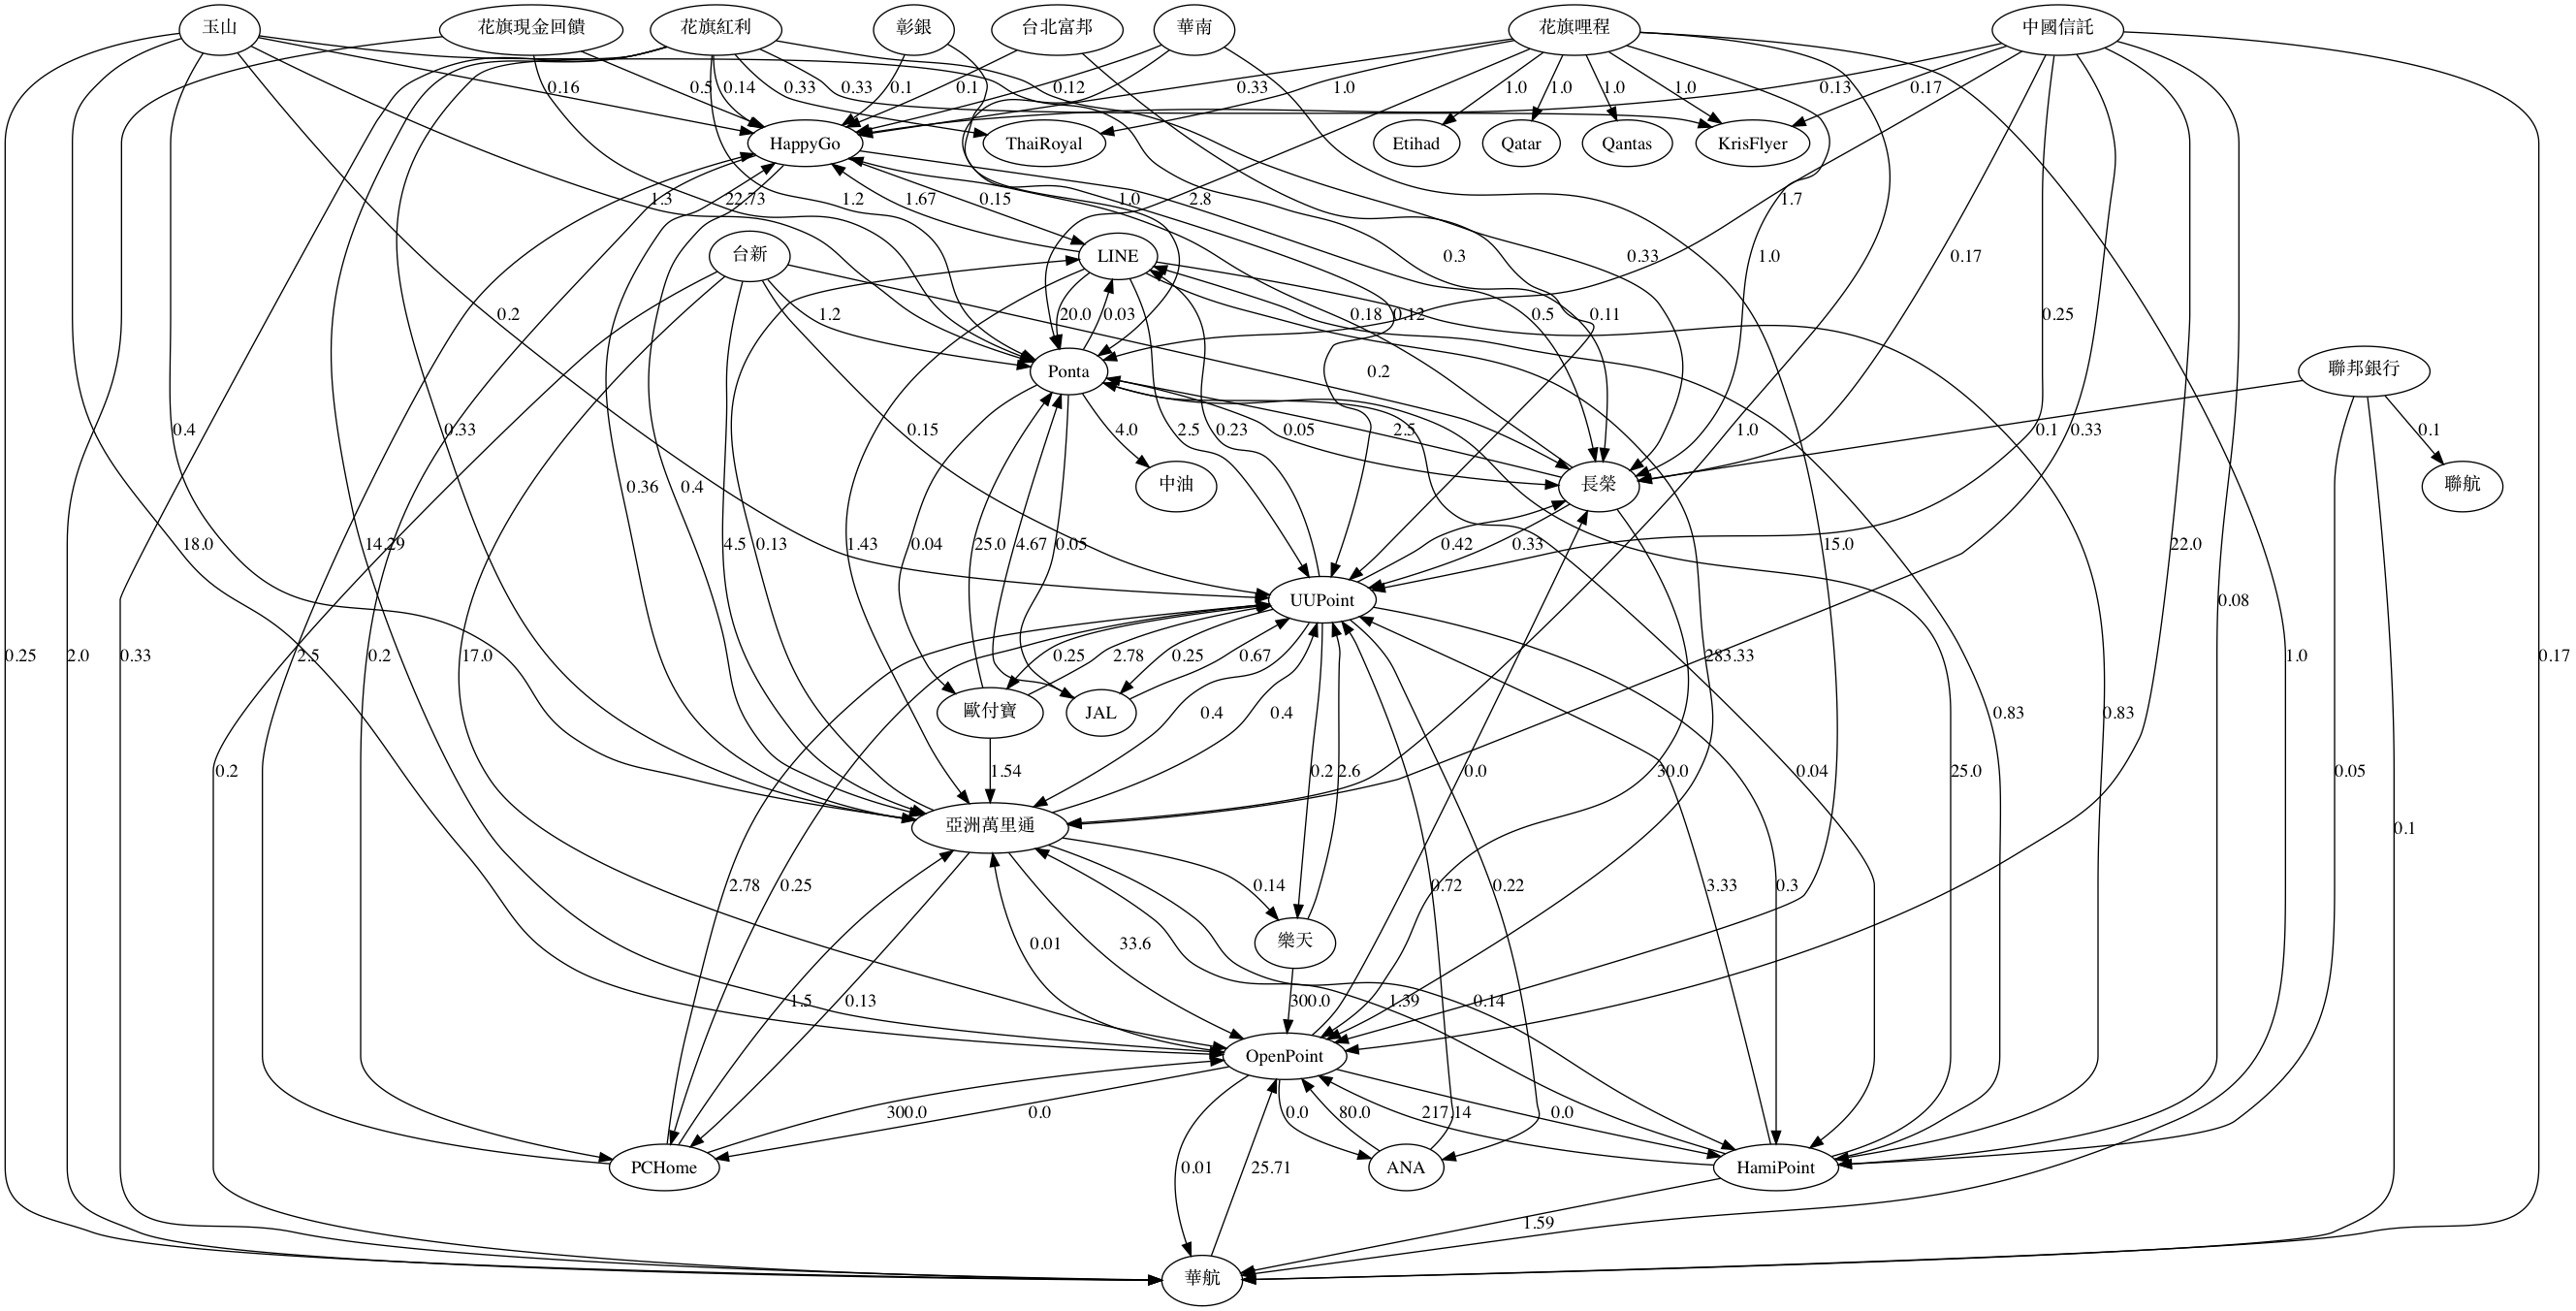 玉山 花旗現金回饋 花旗紅利 彰銀 台北富邦 華南 花旗哩程 中國信託
0.16 0.5 0.14 0.33 0.33 0.1 0.1 0.12 0.33 1.0 1.0 1.0 1.0 1.0 0.13 0.17
HappyGo ThaiRoyal Etihad Qatar Qantas KrisFlyer
1.3 22.73 1.2 1.67 0.15 1.0 2.8 1.7
台新 LINE 0.3 0.33 1.0 0.17
0.2 1.2 20.0 0.03 0.18 0.12 0.5 0.11 0.25
Ponta 0.2 聯邦銀行
0.4 0.33 0.15 2.5 0.23 0.05 2.5 1.0 0.1 0.33 0.1
0.36 0.4 中油 長榮 聯航
18.0 14.29 4.5 0.13 1.43 0.04 25.0 4.67 0.05 0.42 0.33 15.0 22.0
UUPoint 0.08
0.25 2.0 0.33 2.5 0.2 17.0 0.25 2.78 0.25 0.67 283.33 1.0 0.17
歐付寶 JAL 0.4 0.4 0.83 0.83
0.2 1.54 0.2 2.6 0.0 30.0 0.04 25.0 0.05
亞洲萬里通 0.1
2.78 0.25 0.14 0.72 0.22 3.33 0.3
0.01 33.6 樂天
1.5 0.13 300.0 1.39 0.14
OpenPoint
300.0 0.0 0.0 80.0 217.14 0.0
PCHome 0.01 25.71 ANA HamiPoint
1.59
華航